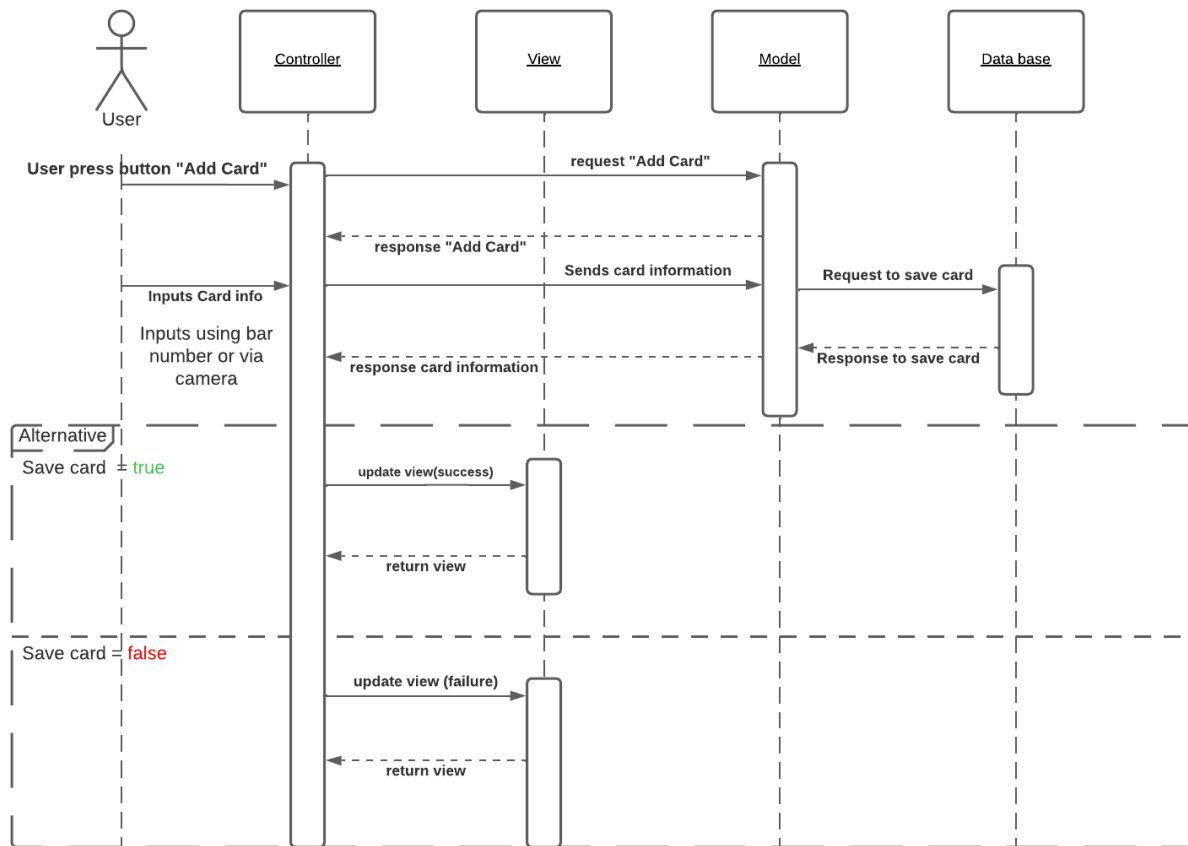 Controller
View
Model
Data base
User
User press button "Add Card"
request "Add Card"
response "Add Card"
Sends card information
Request to save card
Inputs Card info
Inputs using bar
number or via
camera
response card information
Response to save card
Alternative
Save card = true
update view(success)
return view
Save card = false
update view (failure)
return view